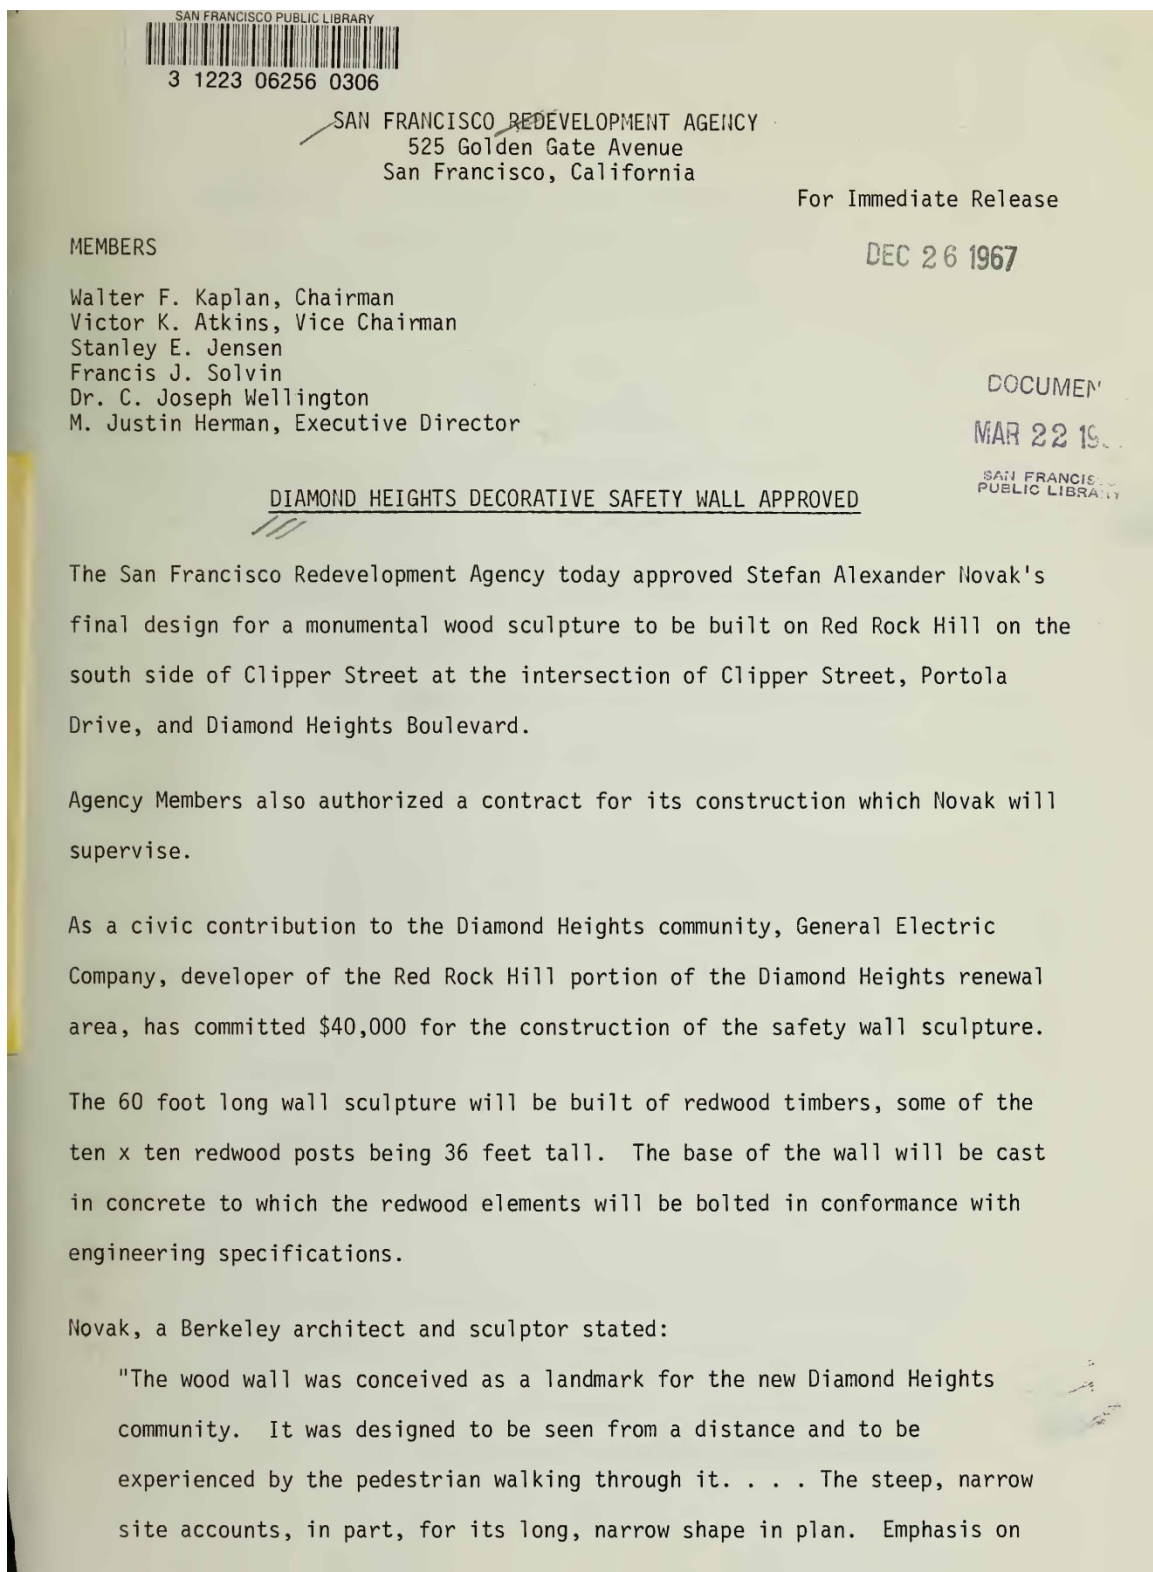 SAN FRANCISCO PUBLIC LIBRARY
3 1223 06256 0306
SAN FRANCISCO REDEVELOPMENT AGENCY
525 Golden Gate Avenue
San Francisco, California
For Immediate Release
MEMBERS
DEC 26 1967
Walter F. Kaplan, Chairman
Victor K. Atkins, Vice Chairman
Stanley E. Jensen
Francis J. Solvin
Dr. C. Joseph Wellington
M. Justin Herman, Executive Director
DOCUMEN
MAR 22 19
SAN FRANCIS
PUBLIC LIBRARY
DIAMOND HEIGHTS DECORATIVE SAFETY WALL APPROVED
The San Francisco Redevelopment Agency today approved Stefan Alexander Novak's
final design for a monumental wood sculpture to be built on Red Rock Hill on the
south side of Clipper Street at the intersection of Clipper Street, Portola
Drive, and Diamond Heights Boulevard.
Agency Members also authorized a contract for its construction which Novak will
supervise.
As a civic contribution to the Diamond Heights community, General Electric
Company, developer of the Red Rock Hill portion of the Diamond Heights renewal
area, has committed $40,000 for the construction of the safety wall sculpture.
The 60 foot long wall sculpture will be built of redwood timbers, some of the
ten x ten redwood posts being 36 feet tall. The base of the wall will be cast
in concrete to which the redwood elements will be bolted in conformance with
engineering specifications.
Novak, a Berkeley architect and sculptor stated:
"The wood wall was conceived as a landmark for the new Diamond Heights
community. It was designed to be seen from a distance and to be
experienced by the pedestrian walking through it. . . . The steep, narrow
site accounts, in part, for its long, narrow shape in plan. Emphasis on